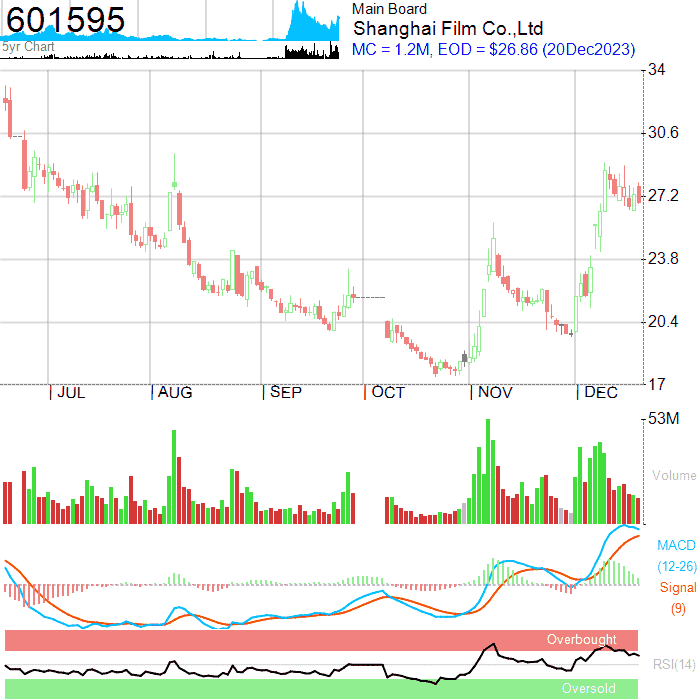 601595
5yr Chart
Main Board
Shanghai Film Co.,Ltd
MC = 1.2M, EOD = $26.86 (20Dec2023)
34
30.6
27.2
23.8
20.4
17
JUL AUG SEP OCT NOV DEC
53M
Volume
MACD
(12-26)
Signal
(9)
Overbought
RSI(14)
Oversold